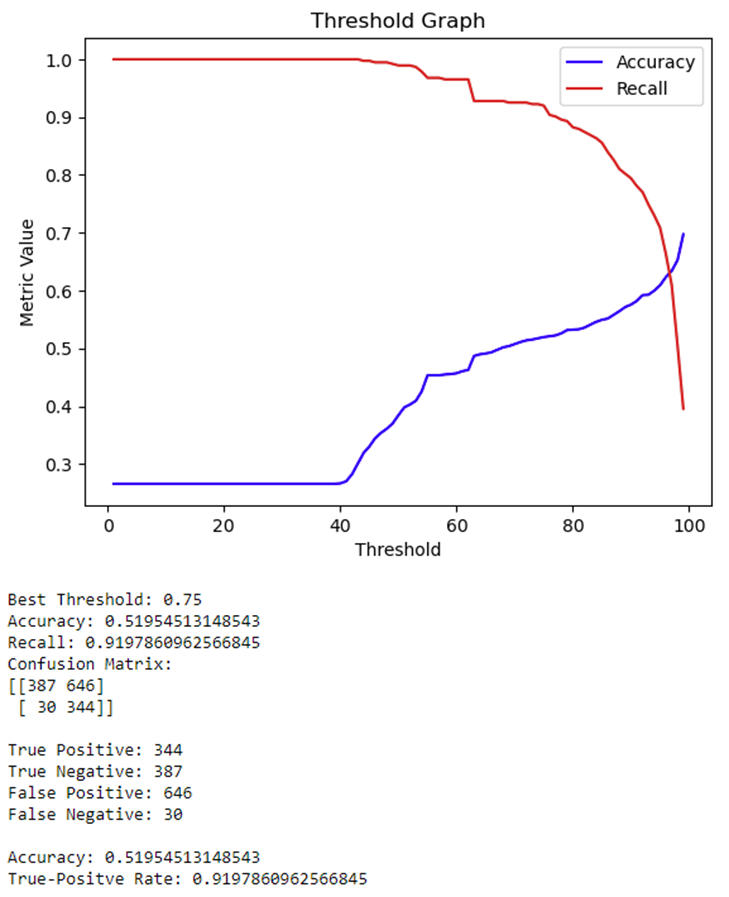 Threshold Graph
Accuracy
Recall
1.0
0.9
0.8
0.7
0.6
0.5
0.4
0.3
Metric Value
0 20 40 60 80 100
Threshold
Best Threshold: 0.75
Accuracy: 0.51954513148543
Recall: 0.9197860962566845
Confusion Matrix:
[[387 646]
[ 30 344]]
True Positive: 344
True Negative: 387
False Positive: 646
False Negative: 30
Accuracy: 0.51954513148543
True-Positve Rate: 0.9197860962566845